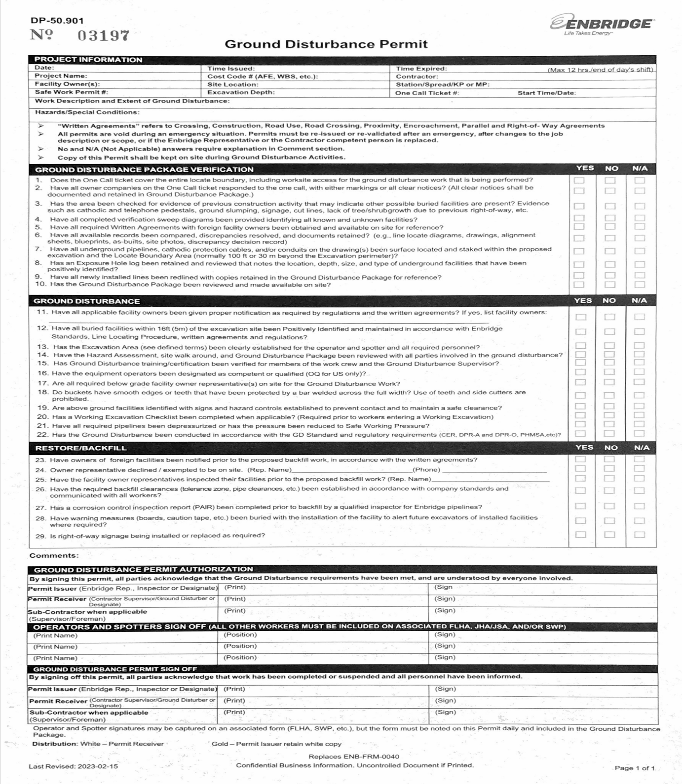 DP-50.901
Nº 03197
ENBRIDGE
Life Takes Energy
Ground Disturbance Permit
PROJECT INFORMATION
Date: Time Issued: Time Expired: (Max 12 hrs./end of day's shift)
Project Name: Cost Code # (AFE, WBS, etc.): Contractor:
Facility Owner(s): Site Location: Station/Spread/KP or MP:
Safe Work Permit #: Excavation Depth: One Call Ticket #: Start Time/Date:
Work Description and Extent of Ground Disturbance:
Hazards/Special Conditions:
➢ "Written Agreements" refers to Crossing, Construction, Road Use, Road Crossing, Proximity, Encroachment, Parallel and Right-of- Way Agreements
➢ All permits are void during an emergency situation. Permits must be re-issued or re-validated after an emergency, after changes to the job
description or scope, or if the Enbridge Representative or the Contractor competent person is replaced.
➢ No and N/A (Not Applicable) answers require explanation in Comment section.
➢ Copy of this Permit shall be kept on site during Ground Disturbance Activities.
GROUND DISTURBANCE PACKAGE VERIFICATION YES NO N/A
1. Does the One Call ticket cover the entire locate boundary, including worksite access for the ground disturbance work that is being performed?
2. Have all owner companies on the One Call ticket responded to the one call, with either markings or all clear notices? (All clear notices shall be
documented and retained in Ground Disturbance Package.)
3. Has the area been checked for evidence of previous construction activity that may indicate other possible buried facilities are present? Evidence
such as cathodic and telephone pedestals, ground slumping, signage, cut lines, lack of tree/shrub growth due to previous right-of-way, etc.
4. Have all completed verification sweep diagrams been provided identifying all known and unknown facilities?
5. Have all required Written Agreements with foreign facility owners been obtained and available on site for reference?
6. Have all available records been compared, discrepancies resolved, and documents retained? (e.g., line locate diagrams, drawings, alignment
sheets, blueprints, as-builts, site photos, discrepancy decision record)
7. Have all underground pipelines, cathodic protection cables, and/or conduits on the drawing(s) been surface located and staked within the proposed
excavation and the Locate Boundary Area (normally 100 ft or 30 m beyond the Excavation perimeter)?
8. Has an Exposure Hole log been retained and reviewed that notes the location, depth, size, and type of underground facilities that have been
positively identified?
9. Have all newly installed lines been redlined with copies retained in the Ground Disturbance Package for reference?
10. Has the Ground Disturbance Package been reviewed and made available on site?
GROUND DISTURBANCE YES NO N/A
11. Have all applicable facility owners been given proper notification as required by regulations and the written agreements? If yes, list facility owners:
12. Have all buried facilities within 16ft (5m) of the excavation site been Positively Identified and maintained in accordance with Enbridge
Standards, Line Locating Procedure, written agreements and regulations?
13. Has the Excavation Area (see defined terms) been clearly established for the operator and spotter and all required personnel?
14. Have the Hazard Assessment, site walk around, and Ground Disturbance Package been reviewed with all parties involved in the ground disturbance?
15. Has Ground Disturbance training/certification been verified for members of the work crew and the Ground Disturbance Supervisor?
16. Have the equipment operators been designated as competent or qualified (OQ for US only)?
17. Are all required below grade facility owner representative(s) on site for the Ground Disturbance Work?
18. Do buckets have smooth edges or teeth that have been protected by a bar welded across the full width? Use of teeth and side cutters are
prohibited.
19. Are above ground facilities identified with signs and hazard controls established to prevent contact and to maintain a safe clearance?
20. Has a Working Excavation Checklist been completed when applicable? (Required prior to workers entering a Working Excavation)
21. Have all required pipelines been depressurized or has the pressure been reduced to Safe Working Pressure?
22. Has the Ground Disturbance been conducted in accordance with the GD Standard and regulatory requirements (CER, DPR-A and DPR-O, PHMSA,etc)?
RESTORE/BACKFILL YES NO N/A
23. Have owners of foreign facilities been notified prior to the proposed backfill work, in accordance with the written agreements?
24. Owner representative declined / exempted to be on site. (Rep. Name) (Phone)
25. Have the facility owner representatives inspected their facilities prior to the proposed backfill work? (Rep. Name)
26. Have the required backfill clearances (tolerance zone, pipe clearances, etc.) been established in accordance with company standards and
communicated with all workers?
27. Has a corrosion control inspection report (PAIR) been completed prior to backfill by a qualified inspector for Enbridge pipelines?
28. Have warning measures (boards, caution tape, etc.) been buried with the installation of the facility to alert future excavators of installed facilities
where required?
29. Is right-of-way signage being installed or replaced as required?
Comments:
GROUND DISTURBANCE PERMIT AUTHORIZATION
By signing this permit, all parties acknowledge that the Ground Disturbance requirements have been met, and are understood by everyone involved.
Permit Issuer (Enbridge Rep., Inspector or Designate) (Print) (Sign
Permit Receiver (Contractor Supervisor/Ground Disturber or
Designate) (Print) (Sign)
Sub-Contractor when applicable (Print) (Sign)
(Supervisor/Foreman)
OPERATORS AND SPOTTERS SIGN OFF (ALL OTHER WORKERS MUST BE INCLUDED ON ASSOCIATED FLHA, JHA/JSA, AND/OR SWP)
(Print Name) (Position) (Sign)
(Print Name) (Position) (Sign)
(Print Name) (Position) (Sign)
GROUND DISTURBANCE PERMIT SIGN OFF
By signing off this permit, all parties acknowledge that work has been completed or suspended and all personnel have been informed.
Permit Issuer (Enbridge Rep., Inspector or Designate) (Print) (Sign)
Permit Receiver (Contractor Supervisor/Ground Disturber or
Designate) (Print) (Sign)
Sub-Contractor when applicable (Print) (Sign)
(Supervisor/Foreman)
Operator and Spotter signatures may be captured on an associated form (FLHA, SWP, etc.), but the form must be noted on this Permit daily and included in the Ground Disturbance
Package.
Distribution: White – Permit Receiver Gold – Permit Issuer retain white copy
Replaces ENB-FRM-0040
Last Revised: 2023-02-15 Confidential Business Information. Uncontrolled Document if Printed. Page 1 of 1